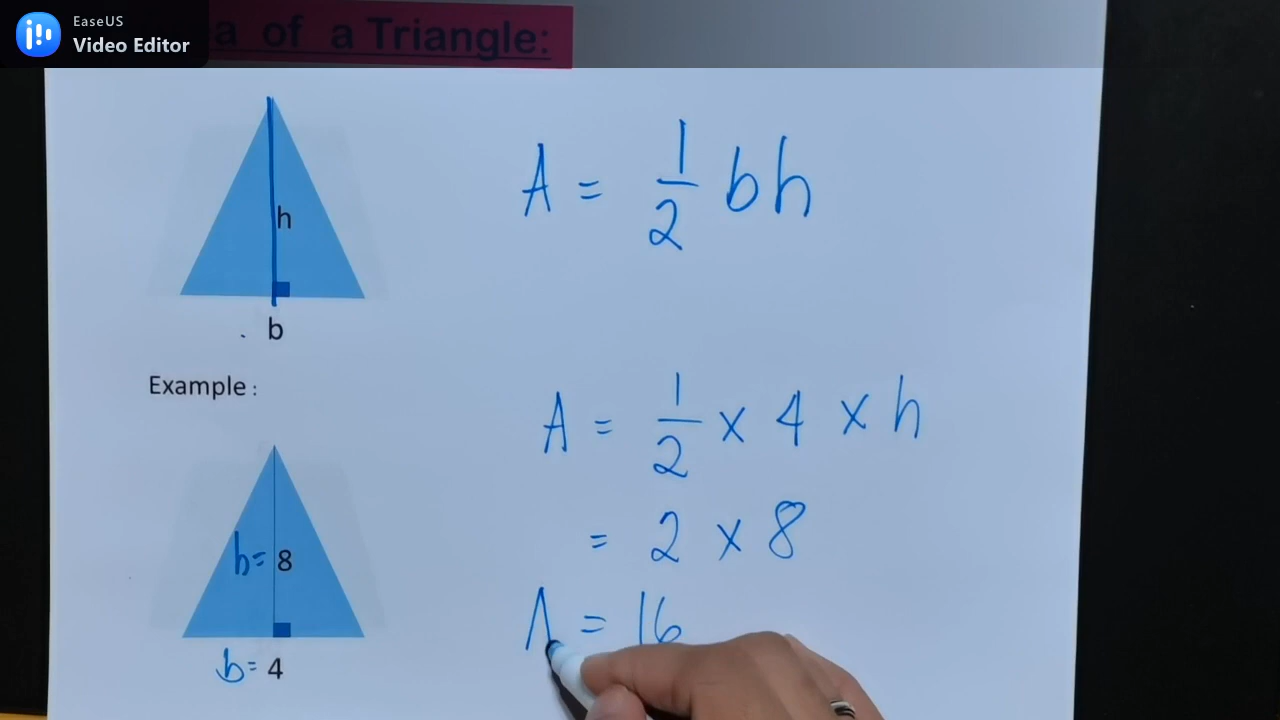 EaseUS
Video Editor
a of a Triangle:
h
b
A = 1/2 bh
Example :
A = 1/2 x 4 x h
= 2 x 8
A = 16
h= 8
b= 4